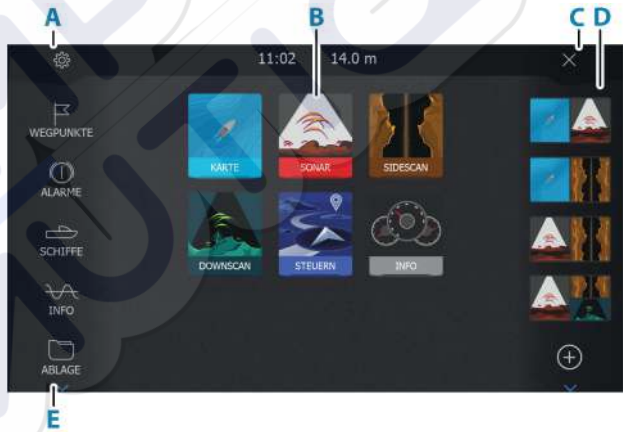 A
B
C
D
11:02 14.0 m
WEGPUNKTE
ALARME
SCHIFFE
INFO
ABLAGE
KARTE
SONAR
SIDESCAN
DOWNSCAN
STEUERN
INFO
E